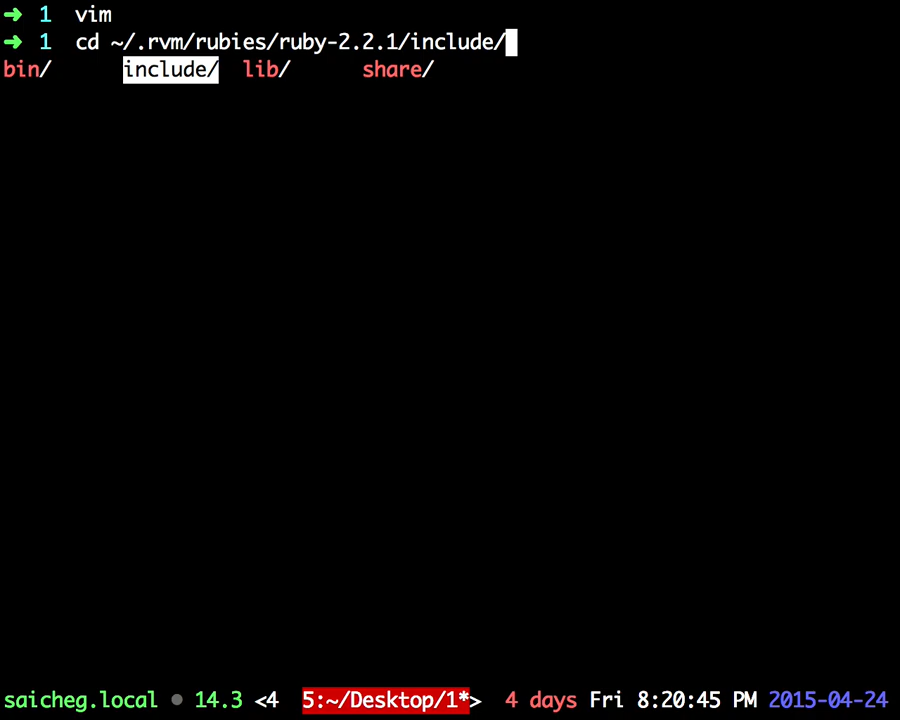 ➜ 1 vim
➜ 1 cd ~/.rvm/rubies/ruby-2.2.1/include/
bin/ include/ lib/ share/
saicheg.local ● 14.3 <4 5:~/Desktop/1*> 4 days Fri 8:20:45 PM 2015-04-24